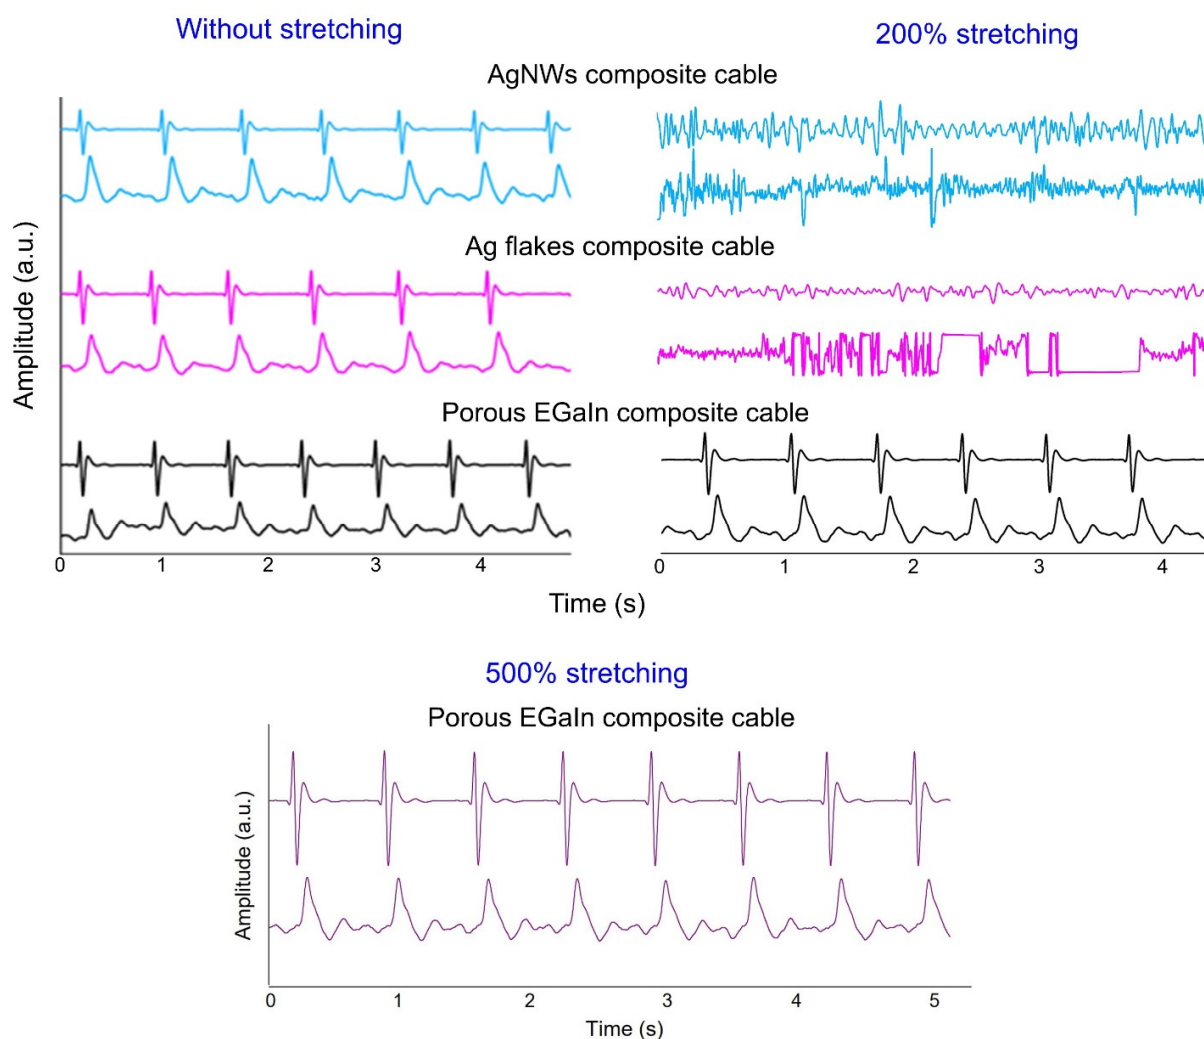 Without stretching
200% stretching
AgNWs composite cable
Ag flakes composite cable
Porous EGaIn composite cable
Amplitude (a.u.)
0 1 2 3 4
0 1 2 3 4
Time (s)
500% stretching
Porous EGaIn composite cable
Amplitude (a.u.)
0 1 2 3 4 5
Time (s)